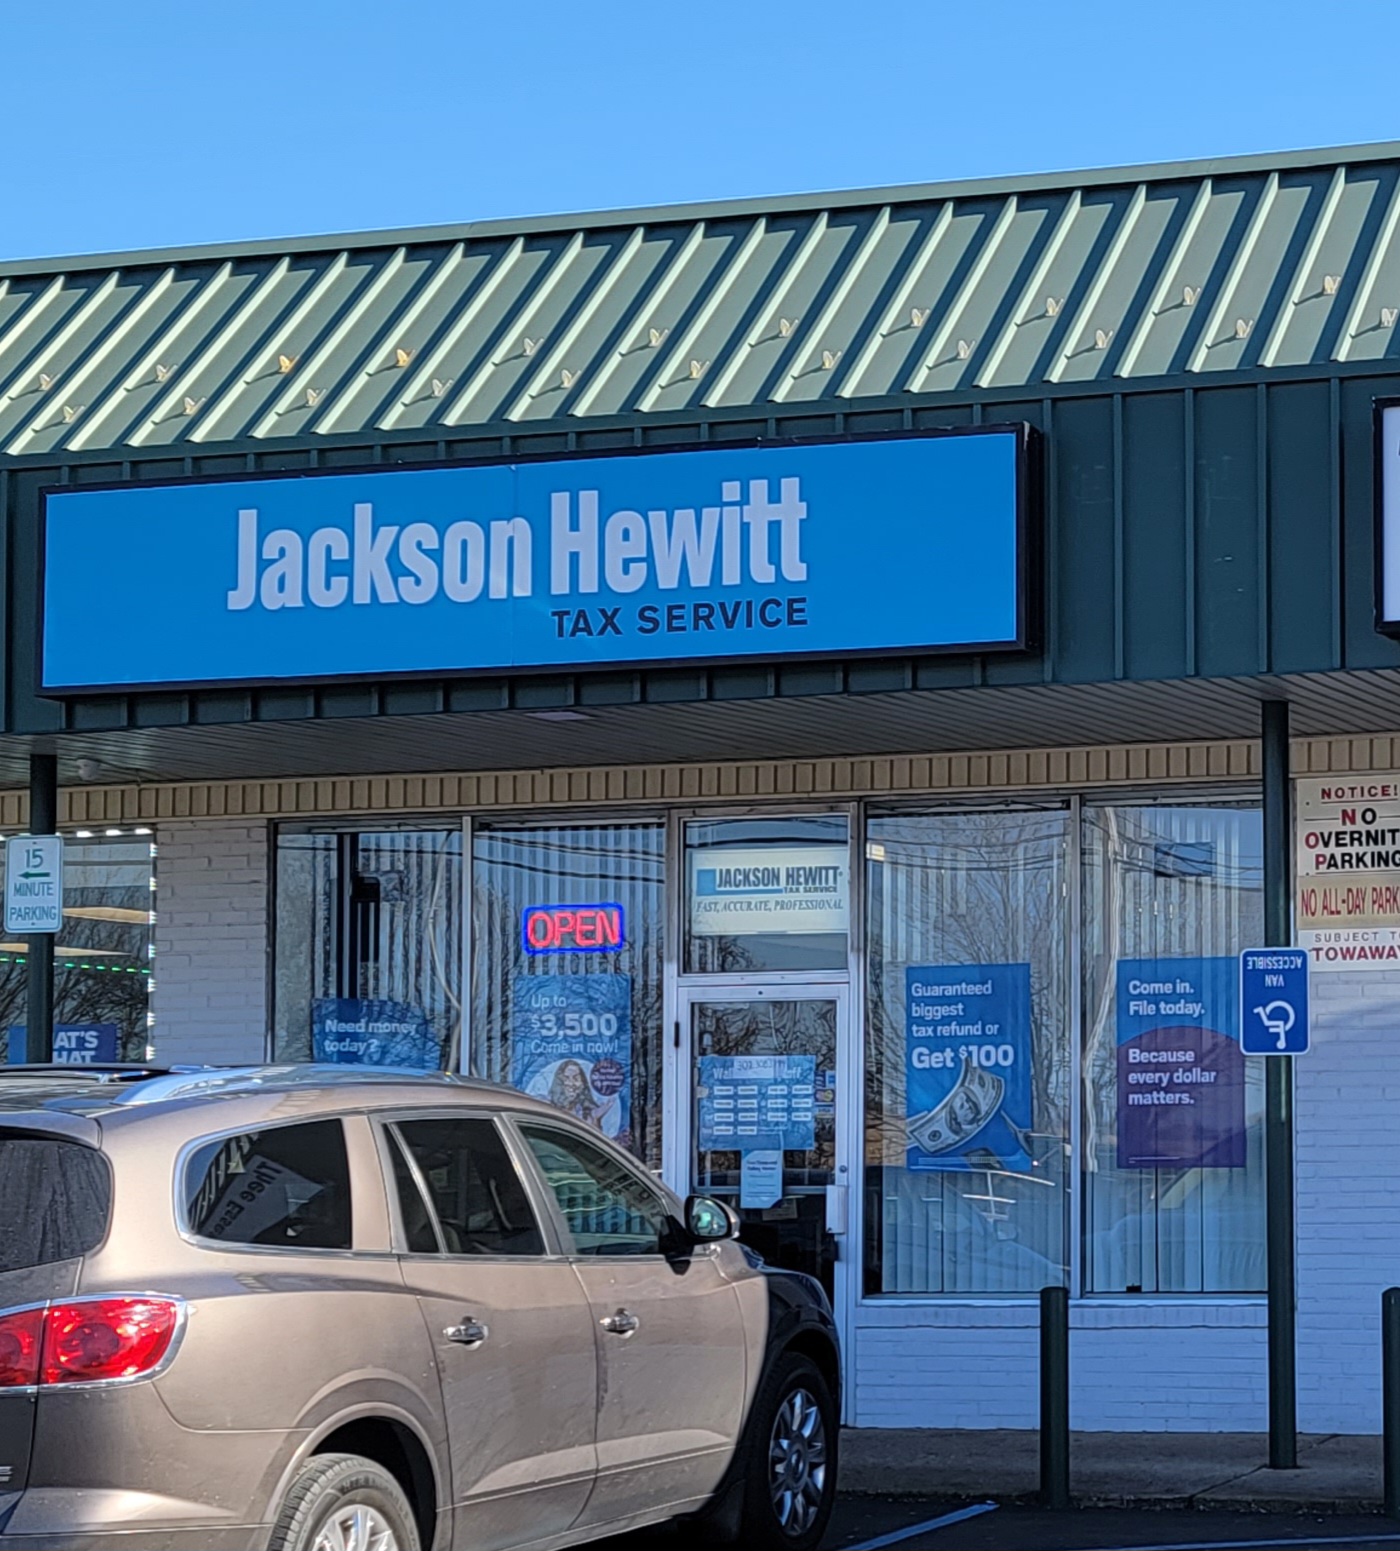 Jackson Hewitt
TAX SERVICE
15
MINUTE
PARKING
NOTICE!
NO
OVERNIT
PARKING
NO ALL-DAY PARK
SUBJECT TO
TOWAWAY
JACKSON HEWITT
TAX SERVICE
FAST, ACCURATE, PROFESSIONAL
OPEN
VAN
ACCESSIBLE
AT'S
HAT
Need money
today?
Up to
$3,500
Come in now!
Guaranteed
biggest
tax refund or
Get $100
Come in.
File today.
Because
every dollar
matters.